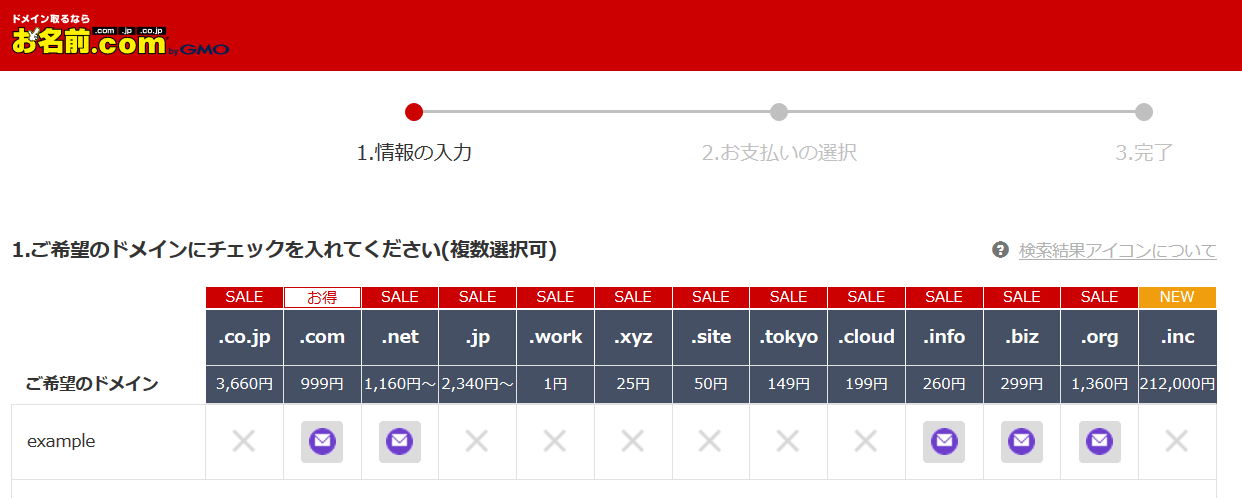 ドメイン取るなら
お名前.com .com .jp .co.jp by GMO
1.情報の入力 2.お支払いの選択 3.完了
1.ご希望のドメインにチェックを入れてください(複数選択可) ? 検索結果アイコンについて
SALE お得 SALE SALE SALE SALE SALE SALE SALE SALE SALE SALE NEW
.co.jp .com .net .jp .work .xyz .site .tokyo .cloud .info .biz .org .inc
ご希望のドメイン 3,660円 999円 1,160円～ 2,340円～ 1円 25円 50円 149円 199円 260円 299円 1,360円 212,000円
example